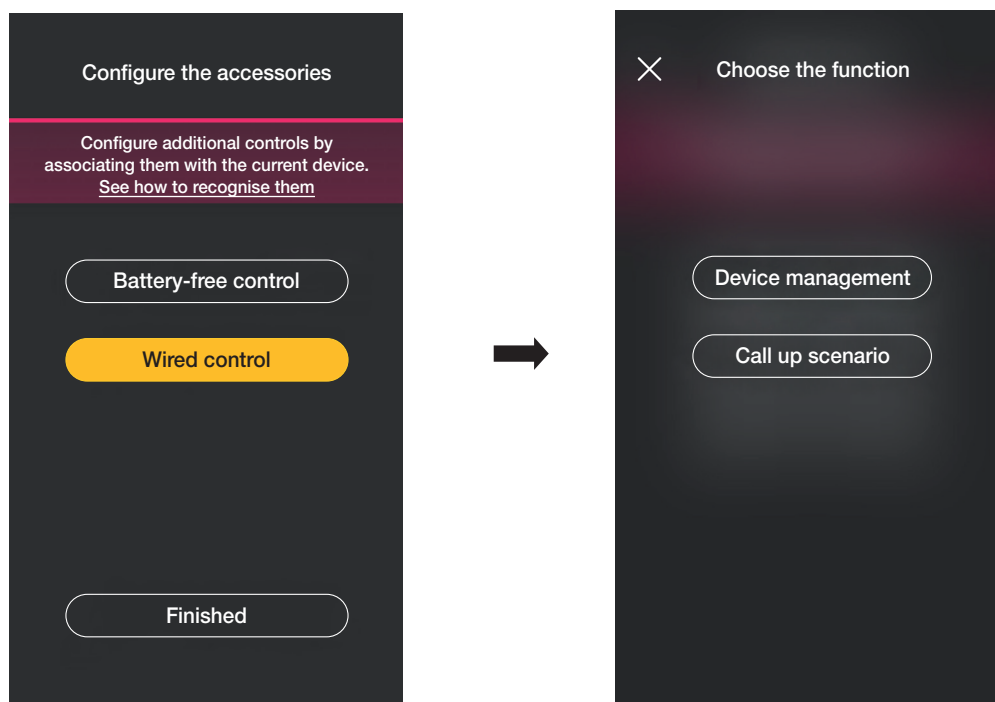 Configure the accessories
Configure additional controls by
associating them with the current device.
See how to recognise them
Battery-free control
Wired control
Finished
Choose the function
Device management
Call up scenario